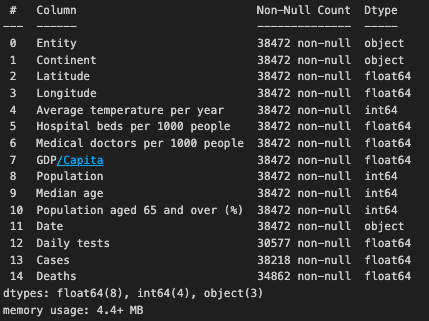 #   Column                               Non-Null Count  Dtype
---  ------                               --------------  -----
0   Entity                               38472 non-null  object
1   Continent                            38472 non-null  object
2   Latitude                             38472 non-null  float64
3   Longitude                            38472 non-null  float64
4   Average temperature per year         38472 non-null  int64
5   Hospital beds per 1000 people        38472 non-null  float64
6   Medical doctors per 1000 people      38472 non-null  float64
7   GDP/Capita                           38472 non-null  float64
8   Population                           38472 non-null  int64
9   Median age                           38472 non-null  int64
10  Population aged 65 and over (%)      38472 non-null  int64
11  Date                                 38472 non-null  object
12  Daily tests                          30577 non-null  float64
13  Cases                                38218 non-null  float64
14  Deaths                               34862 non-null  float64
dtypes: float64(8), int64(4), object(3)
memory usage: 4.4+ MB